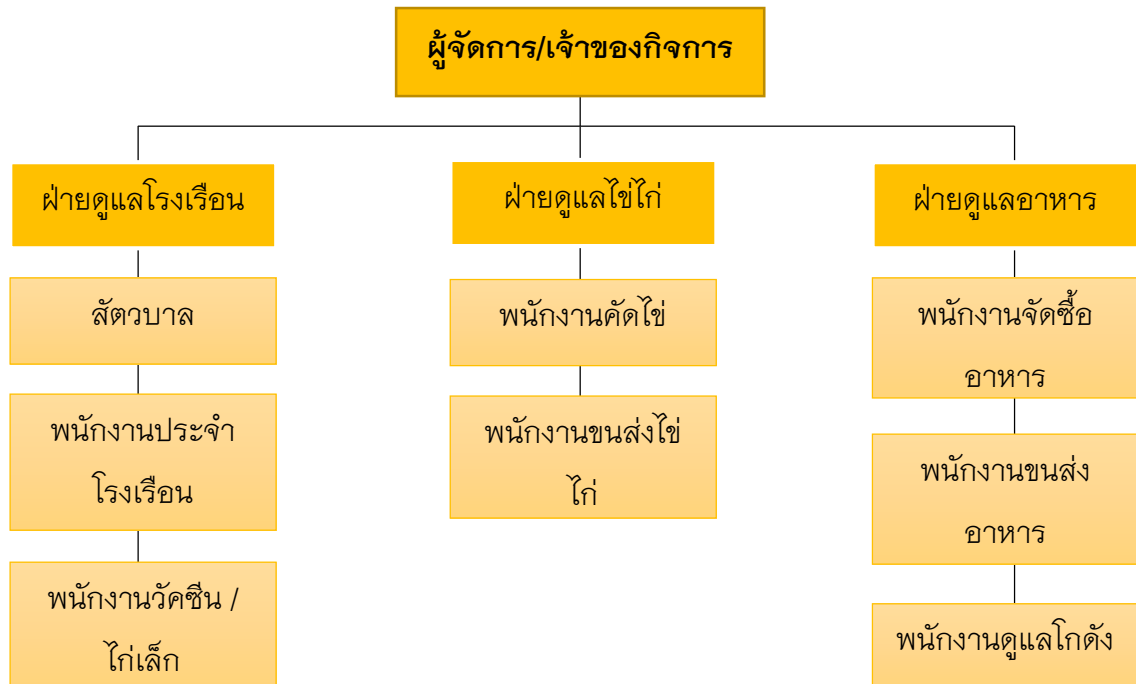 ผู้จัดการ/เจ้าของกิจการ
ฝ่ายดูแลโรงเรือน
สัตวบาล
พนักงานประจำ
โรงเรือน
พนักงานวัคซีน /
ไก่เล็ก
ฝ่ายดูแลไข่ไก่
พนักงานคัดไข่
พนักงานขนส่งไข่
ไก่
ฝ่ายดูแลอาหาร
พนักงานจัดซื้อ
อาหาร
พนักงานขนส่ง
อาหาร
พนักงานดูแลโกดัง